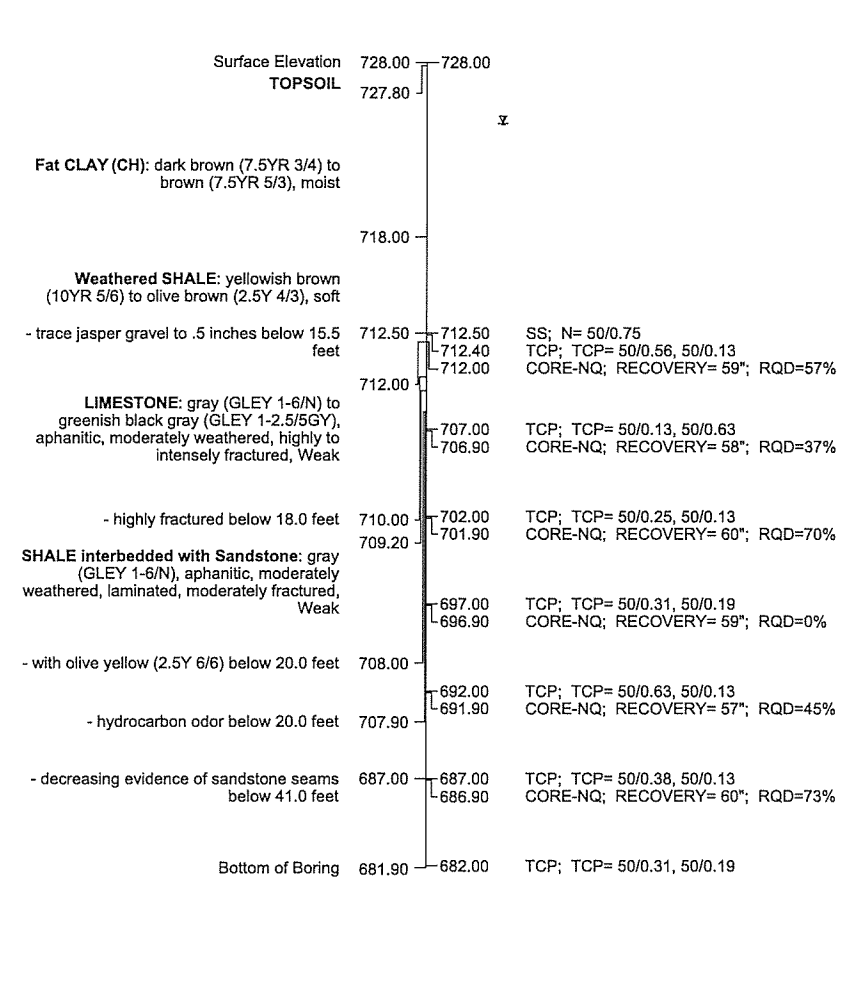 Surface Elevation 728.00 728.00
TOPSOIL
727.80
Fat CLAY (CH): dark brown (7.5YR 3/4) to
brown (7.5YR 5/3), moist
718.00
Weathered SHALE: yellowish brown
(10YR 5/6) to olive brown (2.5Y 4/3), soft
- trace jasper gravel to .5 inches below 15.5 712.50 712.50 SS; N= 50/0.75
feet 712.40 TCP; TCP= 50/0.56, 50/0.13
712.00 CORE-NQ; RECOVERY= 59"; RQD=57%
712.00
LIMESTONE: gray (GLEY 1-6/N) to
greenish black gray (GLEY 1-2.5/5GY),
aphanitic, moderately weathered, highly to 707.00 TCP; TCP= 50/0.13, 50/0.63
intensely fractured, Weak 706.90 CORE-NQ; RECOVERY= 58"; RQD=37%
- highly fractured below 18.0 feet 710.00 702.00 TCP; TCP= 50/0.25, 50/0.13
701.90 CORE-NQ; RECOVERY= 60"; RQD=70%
709.20
SHALE interbedded with Sandstone: gray
(GLEY 1-6/N), aphanitic, moderately
weathered, laminated, moderately fractured, 697.00 TCP; TCP= 50/0.31, 50/0.19
Weak 696.90 CORE-NQ; RECOVERY= 59"; RQD=0%
- with olive yellow (2.5Y 6/6) below 20.0 feet 708.00
692.00 TCP; TCP= 50/0.63, 50/0.13
691.90 CORE-NQ; RECOVERY= 57"; RQD=45%
- hydrocarbon odor below 20.0 feet 707.90
- decreasing evidence of sandstone seams 687.00 687.00 TCP; TCP= 50/0.38, 50/0.13
below 41.0 feet 686.90 CORE-NQ; RECOVERY= 60"; RQD=73%
Bottom of Boring 681.90 682.00 TCP; TCP= 50/0.31, 50/0.19